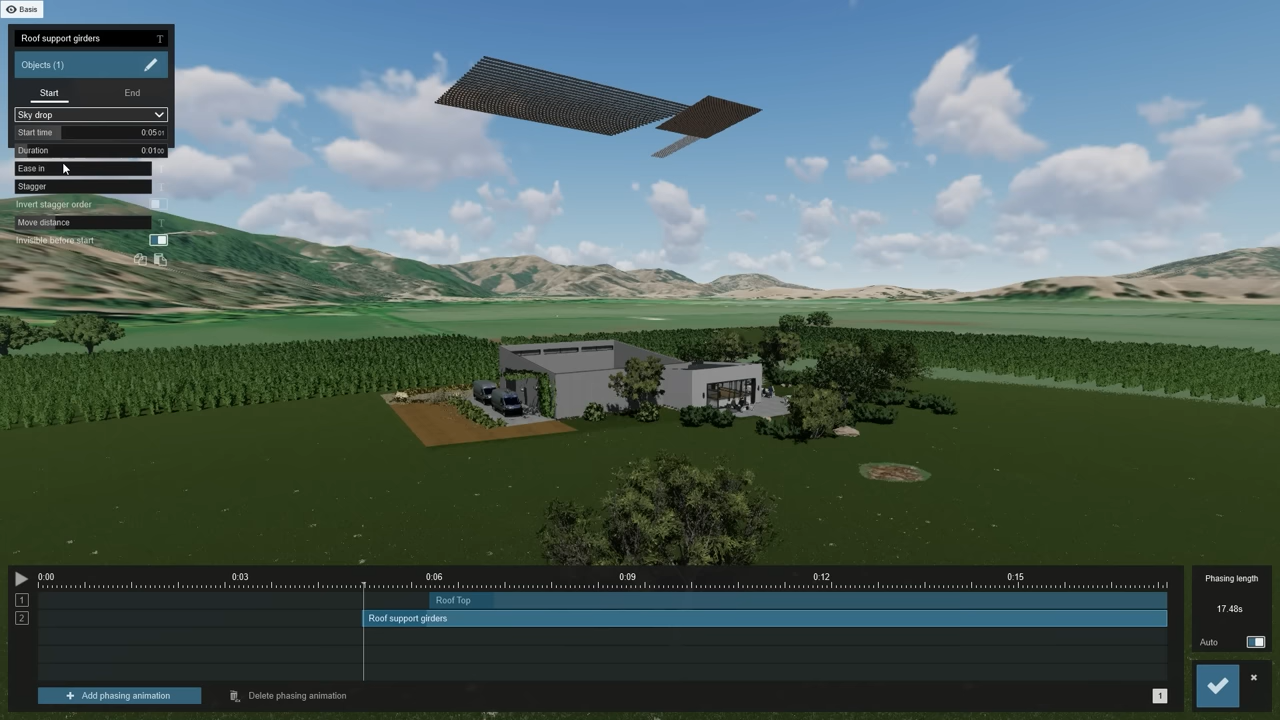 Basis
Roof support girders
Objects (1)
Start End
Sky drop
Start time 0:05 01
Duration 0:01 00
Ease in
Stagger
Invert stagger order
Move distance
Invisible before start
0:00 0:03 0:06 0:09 0:12 0:15
1 Roof Top
2 Roof support girders
Add phasing animation Delete phasing animation 1
Phasing length
17.48s
Auto